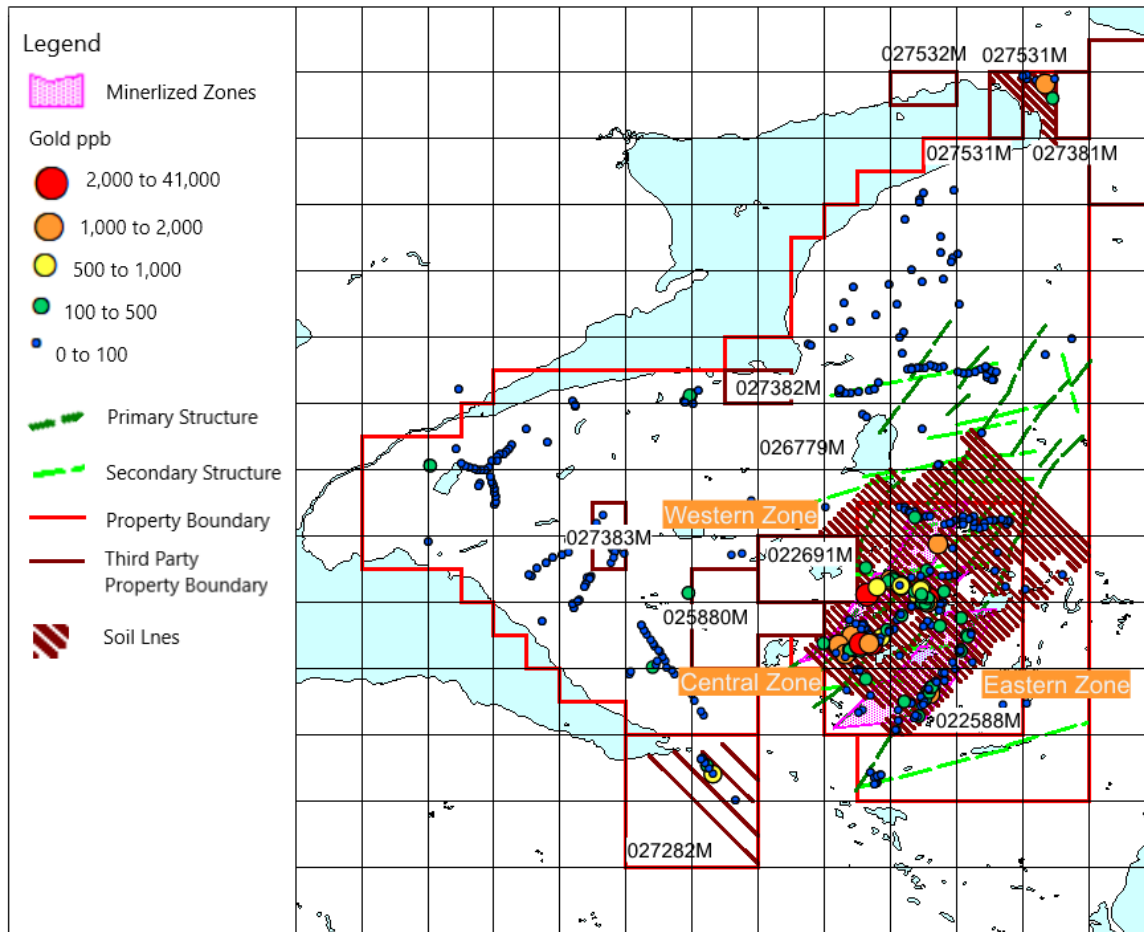 Legend
Minerlized Zones
Gold ppb
2,000 to 41,000
1,000 to 2,000
500 to 1,000
100 to 500
0 to 100
Primary Structure
Secondary Structure
Property Boundary
Third Party
Property Boundary
Soil Lnes
027532M
027531M
027531M
027381M
027382M
026779M
Western Zone
027383M
022691M
025880M
Central Zone
Eastern Zone
022588M
027282M